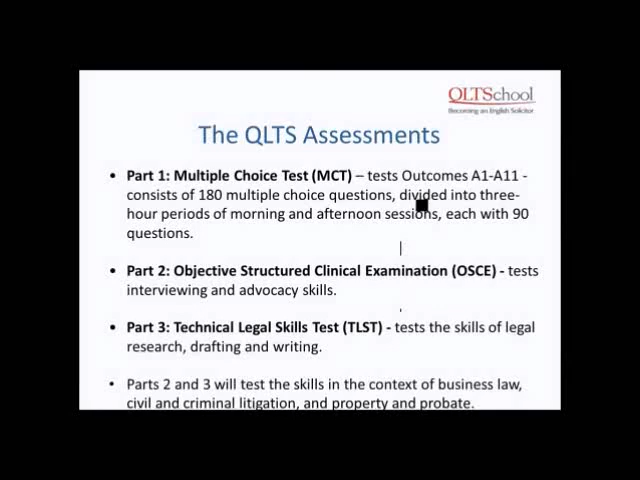 QLTSchool
Becoming an English Solicitor
The QLTS Assessments
• Part 1: Multiple Choice Test (MCT) – tests Outcomes A1-A11 -
consists of 180 multiple choice questions, divided into three-
hour periods of morning and afternoon sessions, each with 90
questions.
• Part 2: Objective Structured Clinical Examination (OSCE) - tests
interviewing and advocacy skills.
• Part 3: Technical Legal Skills Test (TLST) - tests the skills of legal
research, drafting and writing.
• Parts 2 and 3 will test the skills in the context of business law,
civil and criminal litigation, and property and probate.